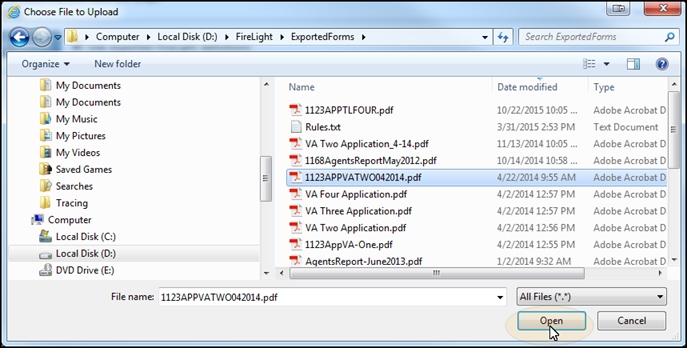 Choose File to Upload
Computer Local Disk (D:) FireLight ExportedForms
Search ExportedForms
Organize New folder
My Documents
My Documents
My Music
My Pictures
My Videos
Saved Games
Searches
Tracing
Computer
Local Disk (C:)
Local Disk (D:)
DVD Drive (E:)
Name Date modified Type
1123APPTLFOUR.pdf 10/22/2015 10:05 ... Adobe Acrobat D
Rules.txt 3/31/2015 2:53 PM Text Document
VA Two Application_4-14.pdf 11/13/2014 10:05 ... Adobe Acrobat D
1168AgentsReportMay2012.pdf 10/14/2014 10:58 ... Adobe Acrobat D
1123APPVATWO042014.pdf 4/22/2014 9:55 AM Adobe Acrobat D
VA Four Application.pdf 4/2/2014 12:57 PM Adobe Acrobat D
VA Three Application.pdf 4/2/2014 12:57 PM Adobe Acrobat D
VA Two Application.pdf 4/2/2014 12:56 PM Adobe Acrobat D
1123AppVA-One.pdf 4/2/2014 12:55 PM Adobe Acrobat D
AgentsReport-June2013.pdf 1/2/2014 9:32 AM Adobe Acrobat D
File name: 1123APPVATWO042014.pdf All Files (*.*)
Open Cancel